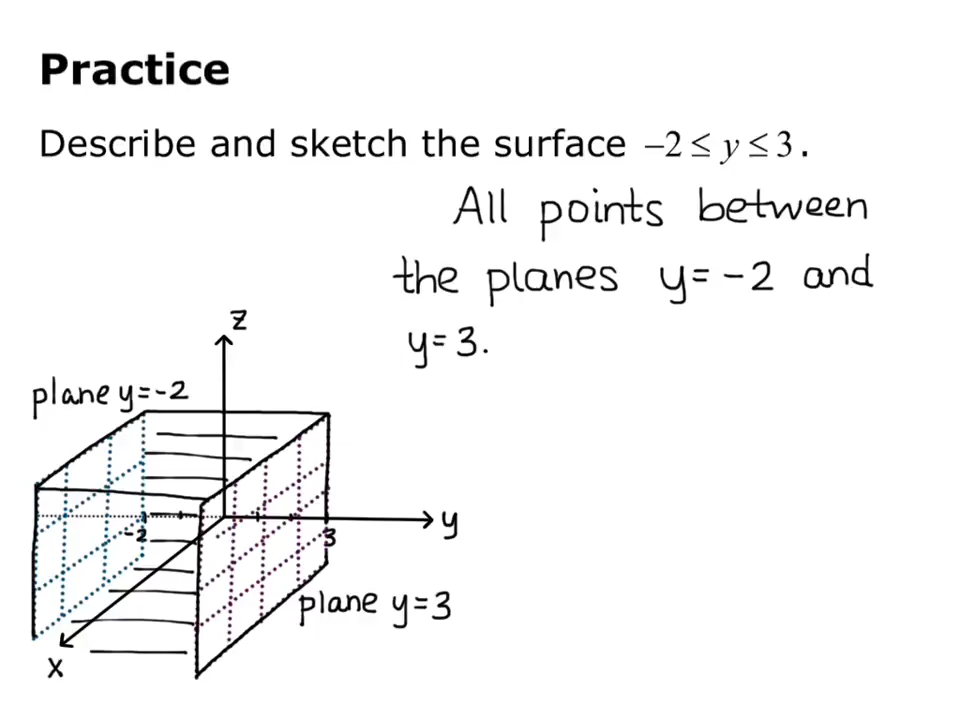 Practice
Describe and sketch the surface −2 ≤ y ≤ 3.
All points between
the planes y = −2 and
y = 3.
z
plane y=−2
−2
3
y
plane y=3
x